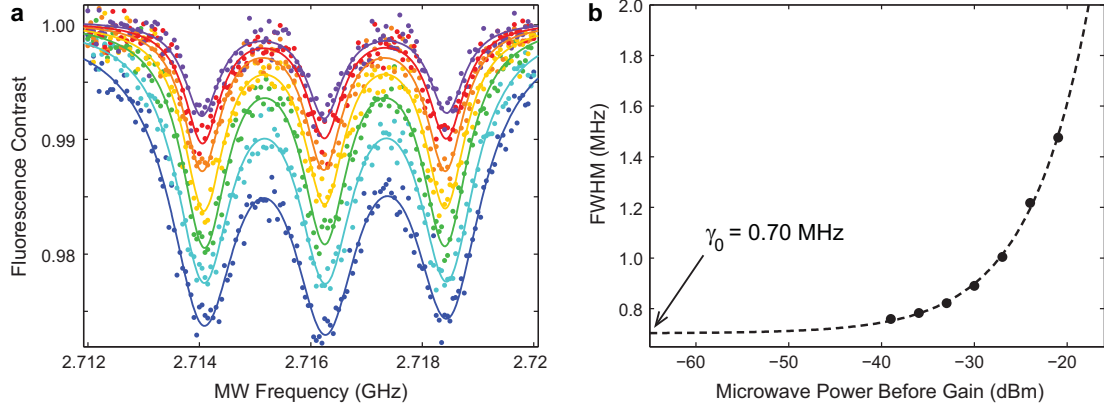 a
1.00
0.99
0.98
Fluorescence Contrast
2.712
2.714
2.716
2.718
2.72
MW Frequency (GHz)
b
2.0
1.8
1.6
1.4
1.2
1.0
0.8
FWHM (MHz)
γ0 = 0.70 MHz
−60
−50
−40
−30
−20
Microwave Power Before Gain (dBm)